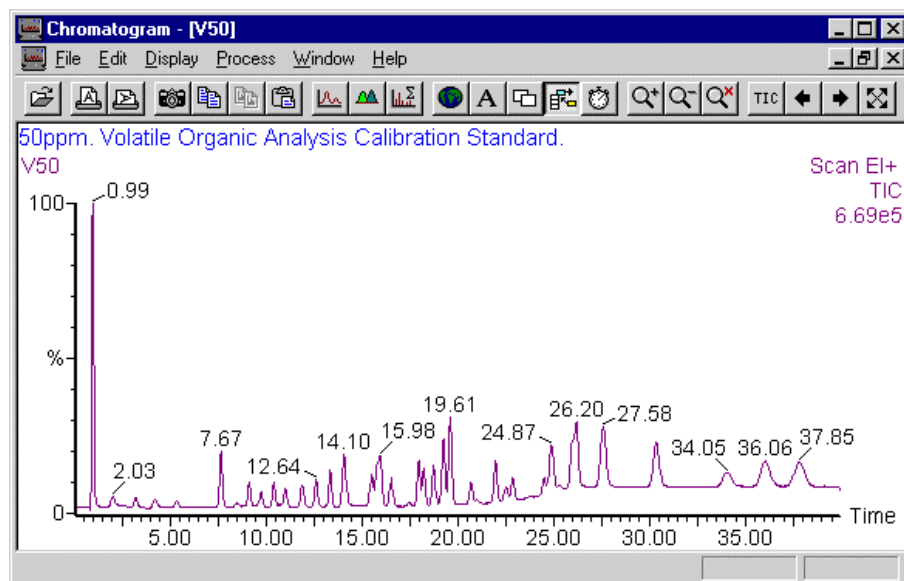 Chromatogram - [V50]
File Edit Display Process Window Help
A TIC
50ppm. Volatile Organic Analysis Calibration Standard.
V50
Scan EI+
TIC
6.69e5
100
%
0
0.99
2.03
7.67
12.64
14.10
15.98
19.61
24.87
26.20
27.58
34.05
36.06
37.85
Time
5.00 10.00 15.00 20.00 25.00 30.00 35.00